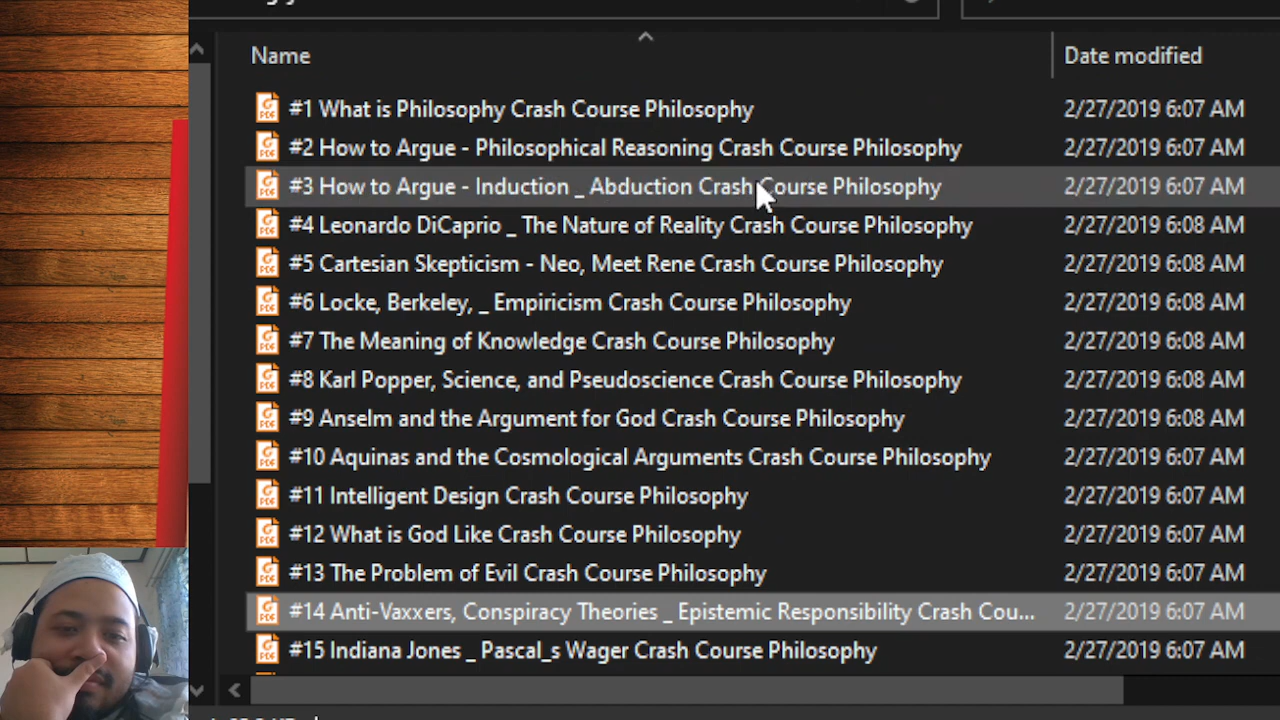 Name Date modified
#1 What is Philosophy Crash Course Philosophy 2/27/2019 6:07 AM
#2 How to Argue - Philosophical Reasoning Crash Course Philosophy 2/27/2019 6:07 AM
#3 How to Argue - Induction _ Abduction Crash Course Philosophy 2/27/2019 6:07 AM
#4 Leonardo DiCaprio _ The Nature of Reality Crash Course Philosophy 2/27/2019 6:08 AM
#5 Cartesian Skepticism - Neo, Meet Rene Crash Course Philosophy 2/27/2019 6:08 AM
#6 Locke, Berkeley, _ Empiricism Crash Course Philosophy 2/27/2019 6:08 AM
#7 The Meaning of Knowledge Crash Course Philosophy 2/27/2019 6:08 AM
#8 Karl Popper, Science, and Pseudoscience Crash Course Philosophy 2/27/2019 6:08 AM
#9 Anselm and the Argument for God Crash Course Philosophy 2/27/2019 6:08 AM
#10 Aquinas and the Cosmological Arguments Crash Course Philosophy 2/27/2019 6:07 AM
#11 Intelligent Design Crash Course Philosophy 2/27/2019 6:07 AM
#12 What is God Like Crash Course Philosophy 2/27/2019 6:07 AM
#13 The Problem of Evil Crash Course Philosophy 2/27/2019 6:07 AM
#14 Anti-Vaxxers, Conspiracy Theories _ Epistemic Responsibility Crash Cou... 2/27/2019 6:07 AM
#15 Indiana Jones _ Pascal_s Wager Crash Course Philosophy 2/27/2019 6:07 AM